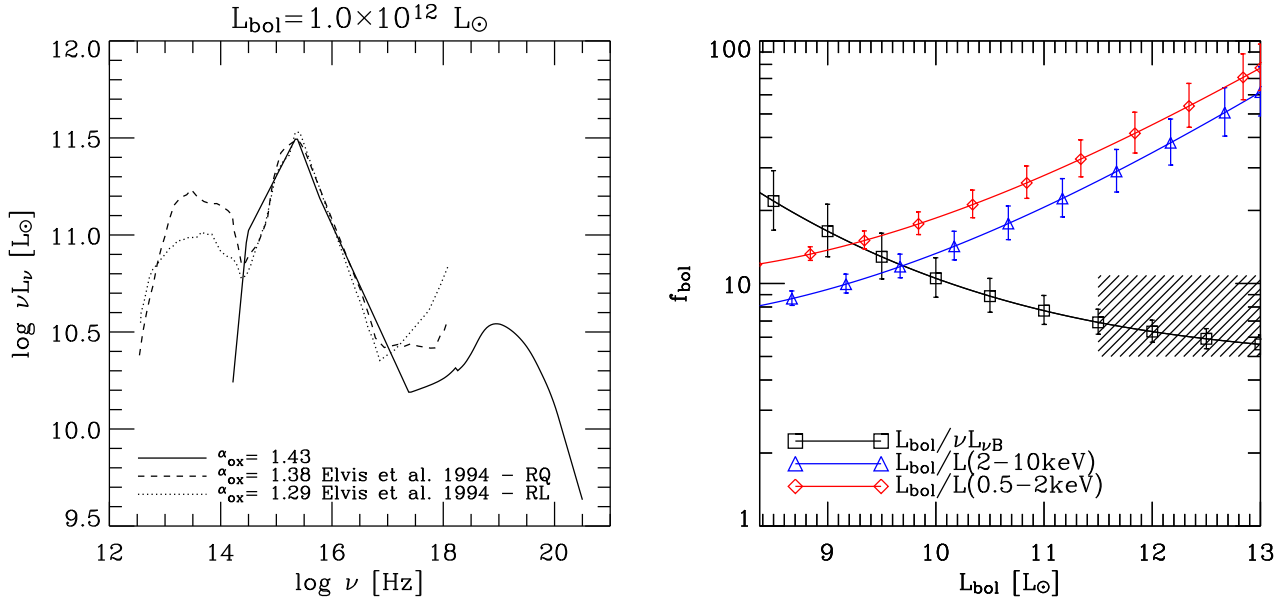 L_bol=1.0×10^12 L⊙
12.0
11.5
11.0
10.5
10.0
9.5
log νL_ν [L⊙]
α_ox= 1.43
α_ox= 1.38 Elvis et al. 1994 – RQ
α_ox= 1.29 Elvis et al. 1994 – RL
12 14 16 18 20
log ν [Hz]
100
10
1
f_bol
L_bol/νL_νB
L_bol/L(2–10keV)
L_bol/L(0.5–2keV)
9 10 11 12 13
L_bol [L⊙]